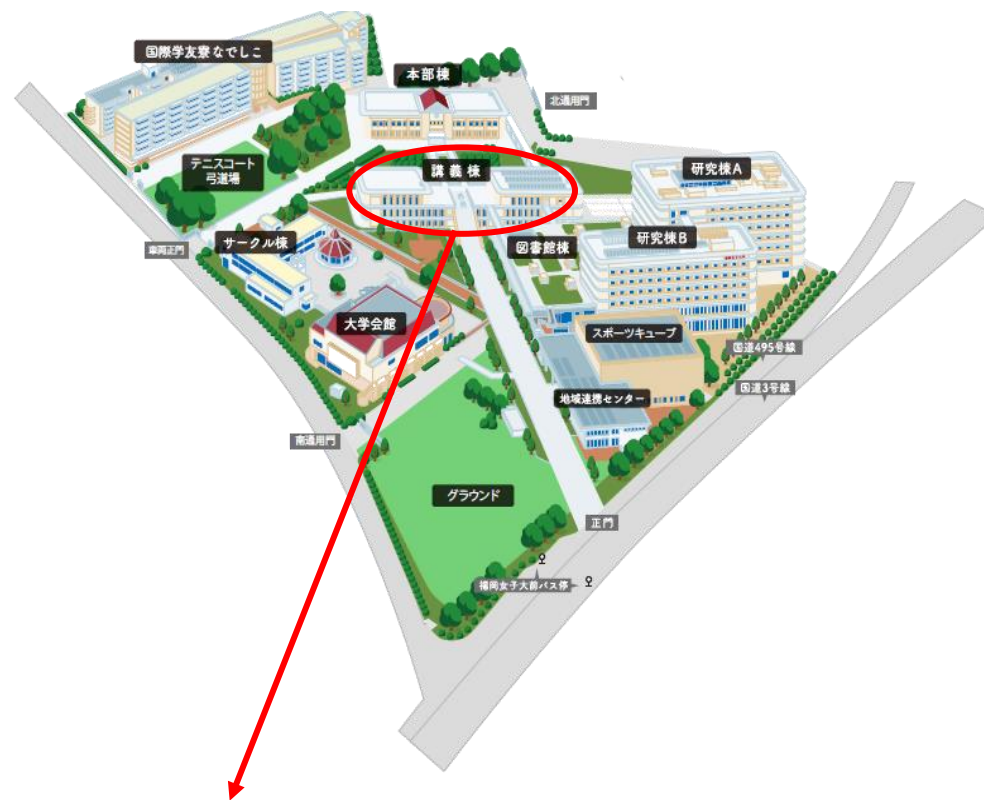 国際学友寮なでしこ
本部棟
北通用門
テニスコート
弓道場
講義棟
研究棟A
車両正門
サークル棟
図書館棟
研究棟B
大学会館
スポーツキューブ
国道495号線
国道3号線
地域連携センター
南通用門
グラウンド
正門
福岡女子大前バス停